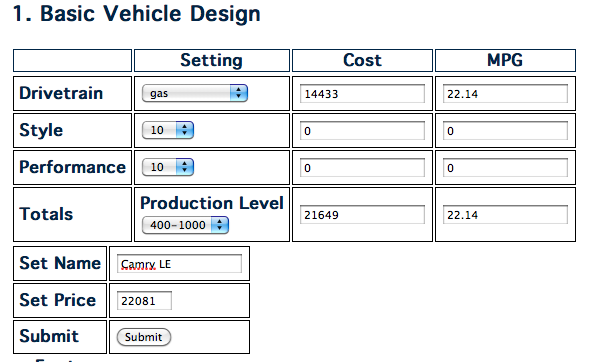 1. Basic Vehicle Design
Setting Cost MPG
Drivetrain gas 14433 22.14
Style 10 0 0
Performance 10 0 0
Totals Production Level 400-1000 21649 22.14
Set Name Camry LE
Set Price 22081
Submit Submit